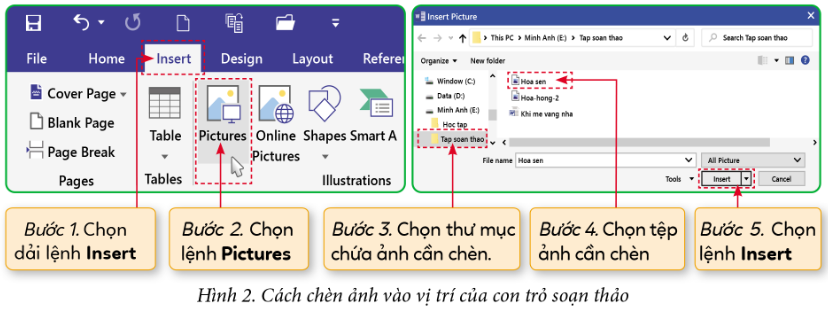 File Home Insert Design Layout Referen
Cover Page
Blank Page
Page Break
Pages
Table
Tables
Pictures
Online
Pictures
Shapes
Smart A
Illustrations
Insert Picture
This PC > Minh Anh (E:) > Tap soan thao
Search Tap soan thao
Organize
New folder
Window (C:)
Data (D:)
Minh Anh (E:)
Hoc tap
Tap soan thao
Hoa sen
Hoa-hong-2
Khi me vang nha
File name
Hoa sen
All Picture
Tools
Insert
Cancel
Bước 1. Chọn
dải lệnh Insert
Bước 2. Chọn
lệnh Pictures
Bước 3. Chọn thư mục
chứa ảnh cần chèn.
Bước 4. Chọn tệp
ảnh cần chèn
Bước 5. Chọn
lệnh Insert
Hình 2. Cách chèn ảnh vào vị trí của con trỏ soạn thảo